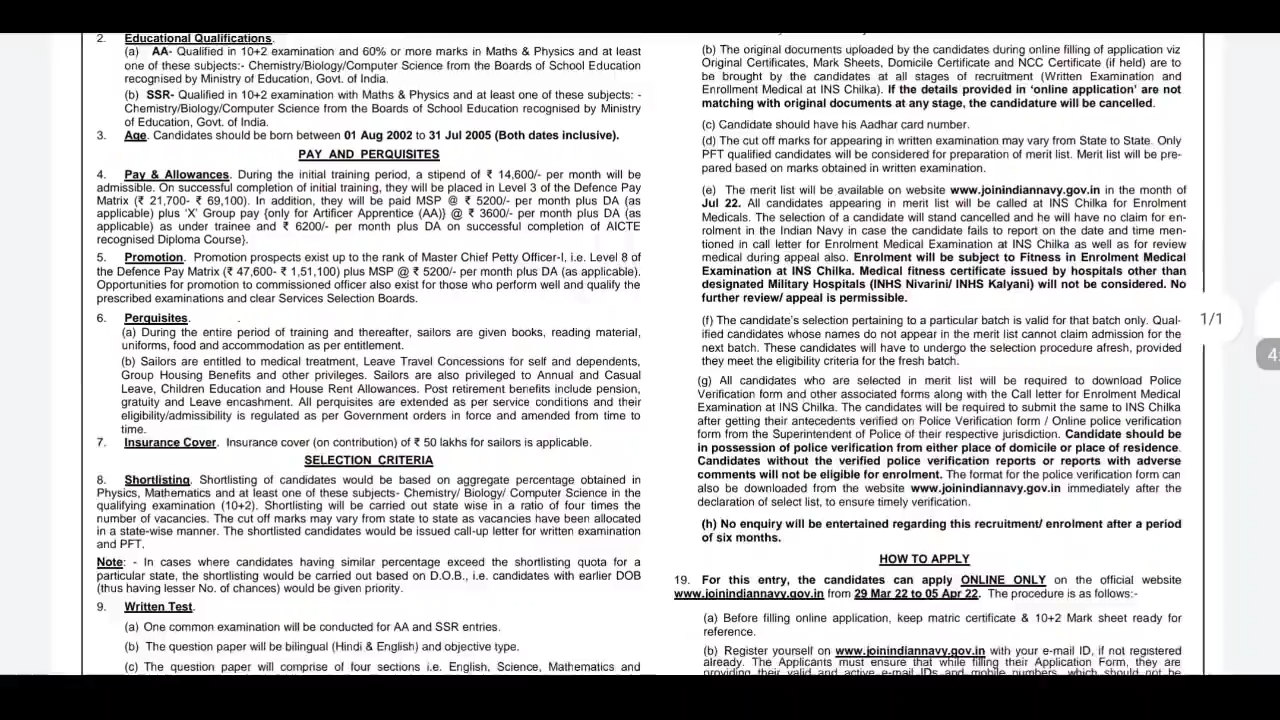 2. Educational Qualifications.
(a) AA- Qualified in 10+2 examination and 60% or more marks in Maths & Physics and at least
one of these subjects:- Chemistry/Biology/Computer Science from the Boards of School Education
recognised by Ministry of Education, Govt. of India.
(b) SSR- Qualified in 10+2 examination with Maths & Physics and at least one of these subjects: -
Chemistry/Biology/Computer Science from the Boards of School Education recognised by Ministry
of Education, Govt. of India.
3. Age. Candidates should be born between 01 Aug 2002 to 31 Jul 2005 (Both dates inclusive).
PAY AND PERQUISITES
4. Pay & Allowances. During the initial training period, a stipend of ₹ 14,600/- per month will be
admissible. On successful completion of initial training, they will be placed in Level 3 of the Defence Pay
Matrix (₹ 21,700- ₹ 69,100). In addition, they will be paid MSP @ ₹ 5200/- per month plus DA (as
applicable) plus 'X' Group pay {only for Artificer Apprentice (AA)} @ ₹ 3600/- per month plus DA (as
applicable) as under trainee and ₹ 6200/- per month plus DA on successful completion of AICTE
recognised Diploma Course).
5. Promotion. Promotion prospects exist up to the rank of Master Chief Petty Officer-I, i.e. Level 8 of
the Defence Pay Matrix (₹ 47,600- ₹ 1,51,100) plus MSP @ ₹ 5200/- per month plus DA (as applicable).
Opportunities for promotion to commissioned officer also exist for those who perform well and qualify the
prescribed examinations and clear Services Selection Boards.
6. Perquisites.
(a) During the entire period of training and thereafter, sailors are given books, reading material,
uniforms, food and accommodation as per entitlement.
(b) Sailors are entitled to medical treatment, Leave Travel Concessions for self and dependents,
Group Housing Benefits and other privileges. Sailors are also privileged to Annual and Casual
Leave, Children Education and House Rent Allowances. Post retirement benefits include pension,
gratuity and Leave encashment. All perquisites are extended as per service conditions and their
eligibility/admissibility is regulated as per Government orders in force and amended from time to
time.
7. Insurance Cover. Insurance cover (on contribution) of ₹ 50 lakhs for sailors is applicable.
SELECTION CRITERIA
8. Shortlisting. Shortlisting of candidates would be based on aggregate percentage obtained in
Physics, Mathematics and at least one of these subjects- Chemistry/ Biology/ Computer Science in the
qualifying examination (10+2). Shortlisting will be carried out state wise in a ratio of four times the
number of vacancies. The cut off marks may vary from state to state as vacancies have been allocated
in a state-wise manner. The shortlisted candidates would be issued call-up letter for written examination
and PFT.
Note: - In cases where candidates having similar percentage exceed the shortlisting quota for a
particular state, the shortlisting would be carried out based on D.O.B., i.e. candidates with earlier DOB
(thus having lesser No. of chances) would be given priority.
9. Written Test.
(a) One common examination will be conducted for AA and SSR entries.
(b) The question paper will be bilingual (Hindi & English) and objective type.
(c) The question paper will comprise of four sections i.e. English, Science, Mathematics and
(b) The original documents uploaded by the candidates during online filling of application viz
Original Certificates, Mark Sheets, Domicile Certificate and NCC Certificate (if held) are to
be brought by the candidates at all stages of recruitment (Written Examination and
Enrollment Medical at INS Chilka). If the details provided in 'online application' are not
matching with original documents at any stage, the candidature will be cancelled.
(c) Candidate should have his Aadhar card number.
(d) The cut off marks for appearing in written examination may vary from State to State. Only
PFT qualified candidates will be considered for preparation of merit list. Merit list will be pre-
pared based on marks obtained in written examination.
(e) The merit list will be available on website www.joinindiannavy.gov.in in the month of
Jul 22. All candidates appearing in merit list will be called at INS Chilka for Enrolment
Medicals. The selection of a candidate will stand cancelled and he will have no claim for en-
rolment in the Indian Navy in case the candidate fails to report on the date and time men-
tioned in call letter for Enrolment Medical Examination at INS Chilka as well as for review
medical during appeal also. Enrolment will be subject to Fitness in Enrolment Medical
Examination at INS Chilka. Medical fitness certificate issued by hospitals other than
designated Military Hospitals (INHS Nivarini/ INHS Kalyani) will not be considered. No
further review/ appeal is permissible.
(f) The candidate's selection pertaining to a particular batch is valid for that batch only. Qual-
ified candidates whose names do not appear in the merit list cannot claim admission for the
next batch. These candidates will have to undergo the selection procedure afresh, provided
they meet the eligibility criteria for the fresh batch.
(g) All candidates who are selected in merit list will be required to download Police
Verification form and other associated forms along with the Call letter for Enrolment Medical
Examination at INS Chilka. The candidates will be required to submit the same to INS Chilka
after getting their antecedents verified on Police Verification form / Online police verification
form from the Superintendent of Police of their respective jurisdiction. Candidate should be
in possession of police verification from either place of domicile or place of residence.
Candidates without the verified police verification reports or reports with adverse
comments will not be eligible for enrolment. The format for the police verification form can
also be downloaded from the website www.joinindiannavy.gov.in immediately after the
declaration of select list, to ensure timely verification.
(h) No enquiry will be entertained regarding this recruitment/ enrolment after a period
of six months.
HOW TO APPLY
19. For this entry, the candidates can apply ONLINE ONLY on the official website
www.joinindiannavy.gov.in from 29 Mar 22 to 05 Apr 22. The procedure is as follows:-
(a) Before filling online application, keep matric certificate & 10+2 Mark sheet ready for
reference.
(b) Register yourself on www.joinindiannavy.gov.in with your e-mail ID, if not registered
already. The Applicants must ensure that while filling their Application Form, they are
providing their valid and active e-mail IDs and mobile numbers, which should not be
1/1